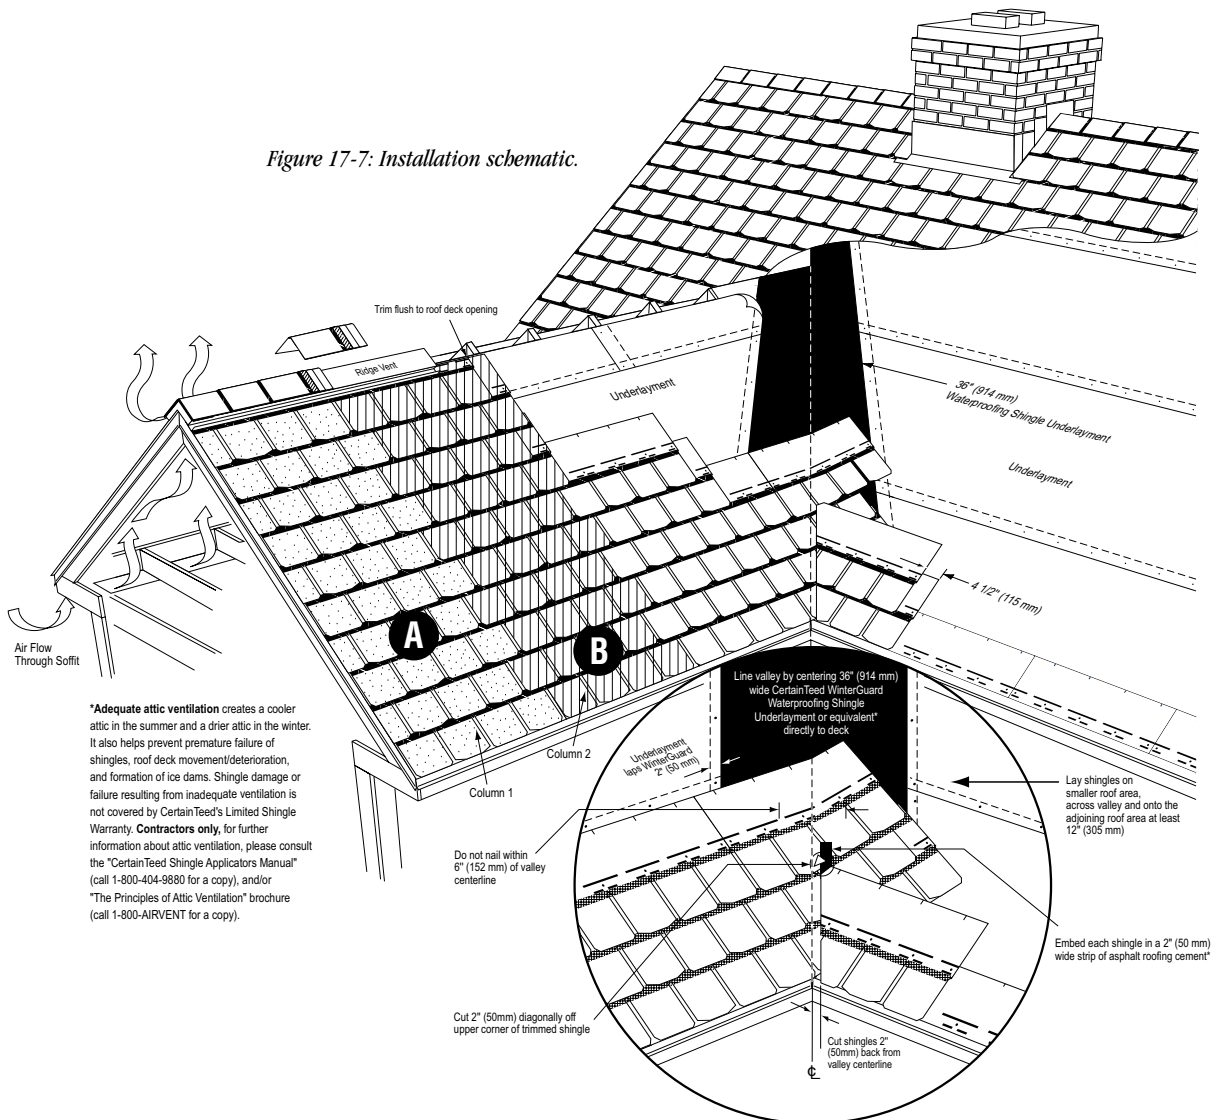 Figure 17-7: Installation schematic.
Trim flush to roof deck opening
Ridge Vent
Underlayment
36" (914 mm)
Waterproofing Shingle Underlayment
Underlayment
4 1/2" (115 mm)
A
B
Air Flow
Through Soffit
Column 2
Column 1
*Adequate attic ventilation creates a cooler
attic in the summer and a drier attic in the winter.
It also helps prevent premature failure of
shingles, roof deck movement/deterioration,
and formation of ice dams. Shingle damage or
failure resulting from inadequate ventilation is
not covered by CertainTeed's Limited Shingle
Warranty. Contractors only, for further
information about attic ventilation, please consult
the "CertainTeed Shingle Applicators Manual"
(call 1-800-404-9880 for a copy), and/or
"The Principles of Attic Ventilation" brochure
(call 1-800-AIRVENT for a copy).
Line valley by centering 36" (914 mm)
wide CertainTeed WinterGuard
Waterproofing Shingle
Underlayment or equivalent*
directly to deck
Underlayment
laps WinterGuard
2" (50 mm)
Lay shingles on
smaller roof area,
across valley and onto the
adjoining roof area at least
12" (305 mm)
Do not nail within
6" (152 mm) of valley
centerline
Embed each shingle in a 2" (50 mm)
wide strip of asphalt roofing cement*
Cut 2" (50mm) diagonally off
upper corner of trimmed shingle
Cut shingles 2"
(50mm) back from
valley centerline
℄